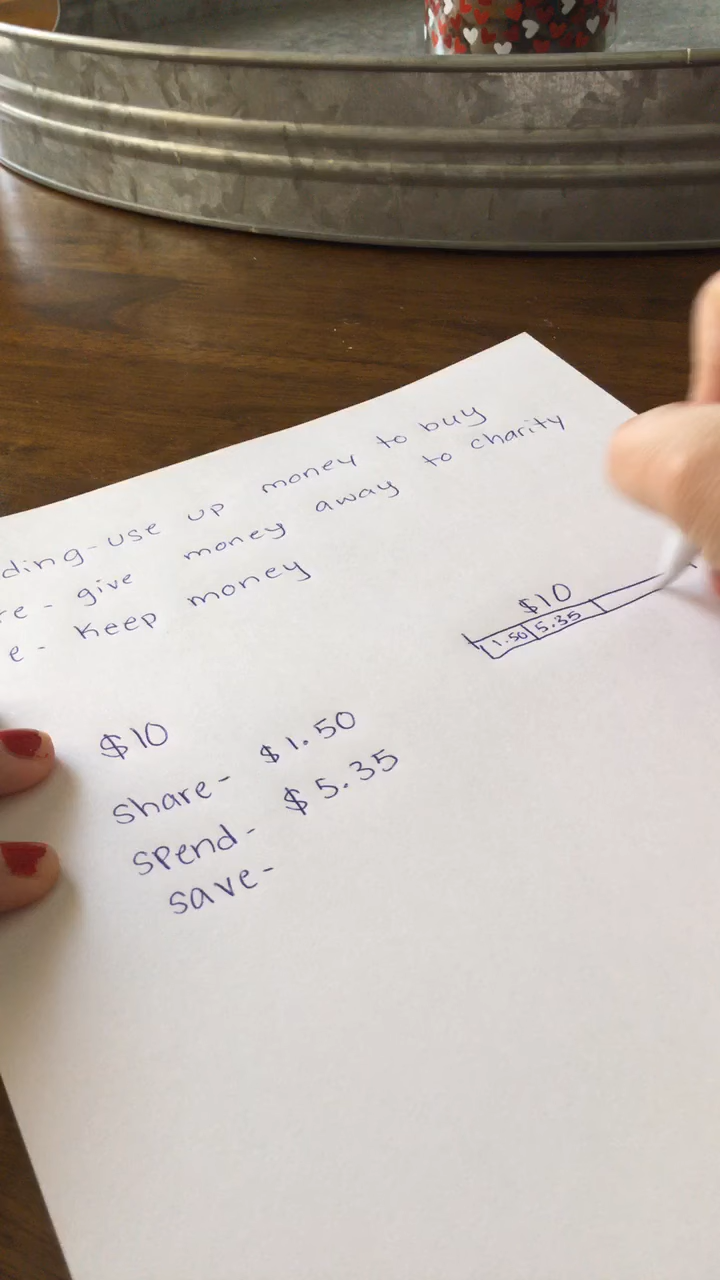 ding-use up money to buy
re - give money away to charity
e - keep money
$10
1.50 5.35
$10
share- $1.50
spend- $5.35
save-